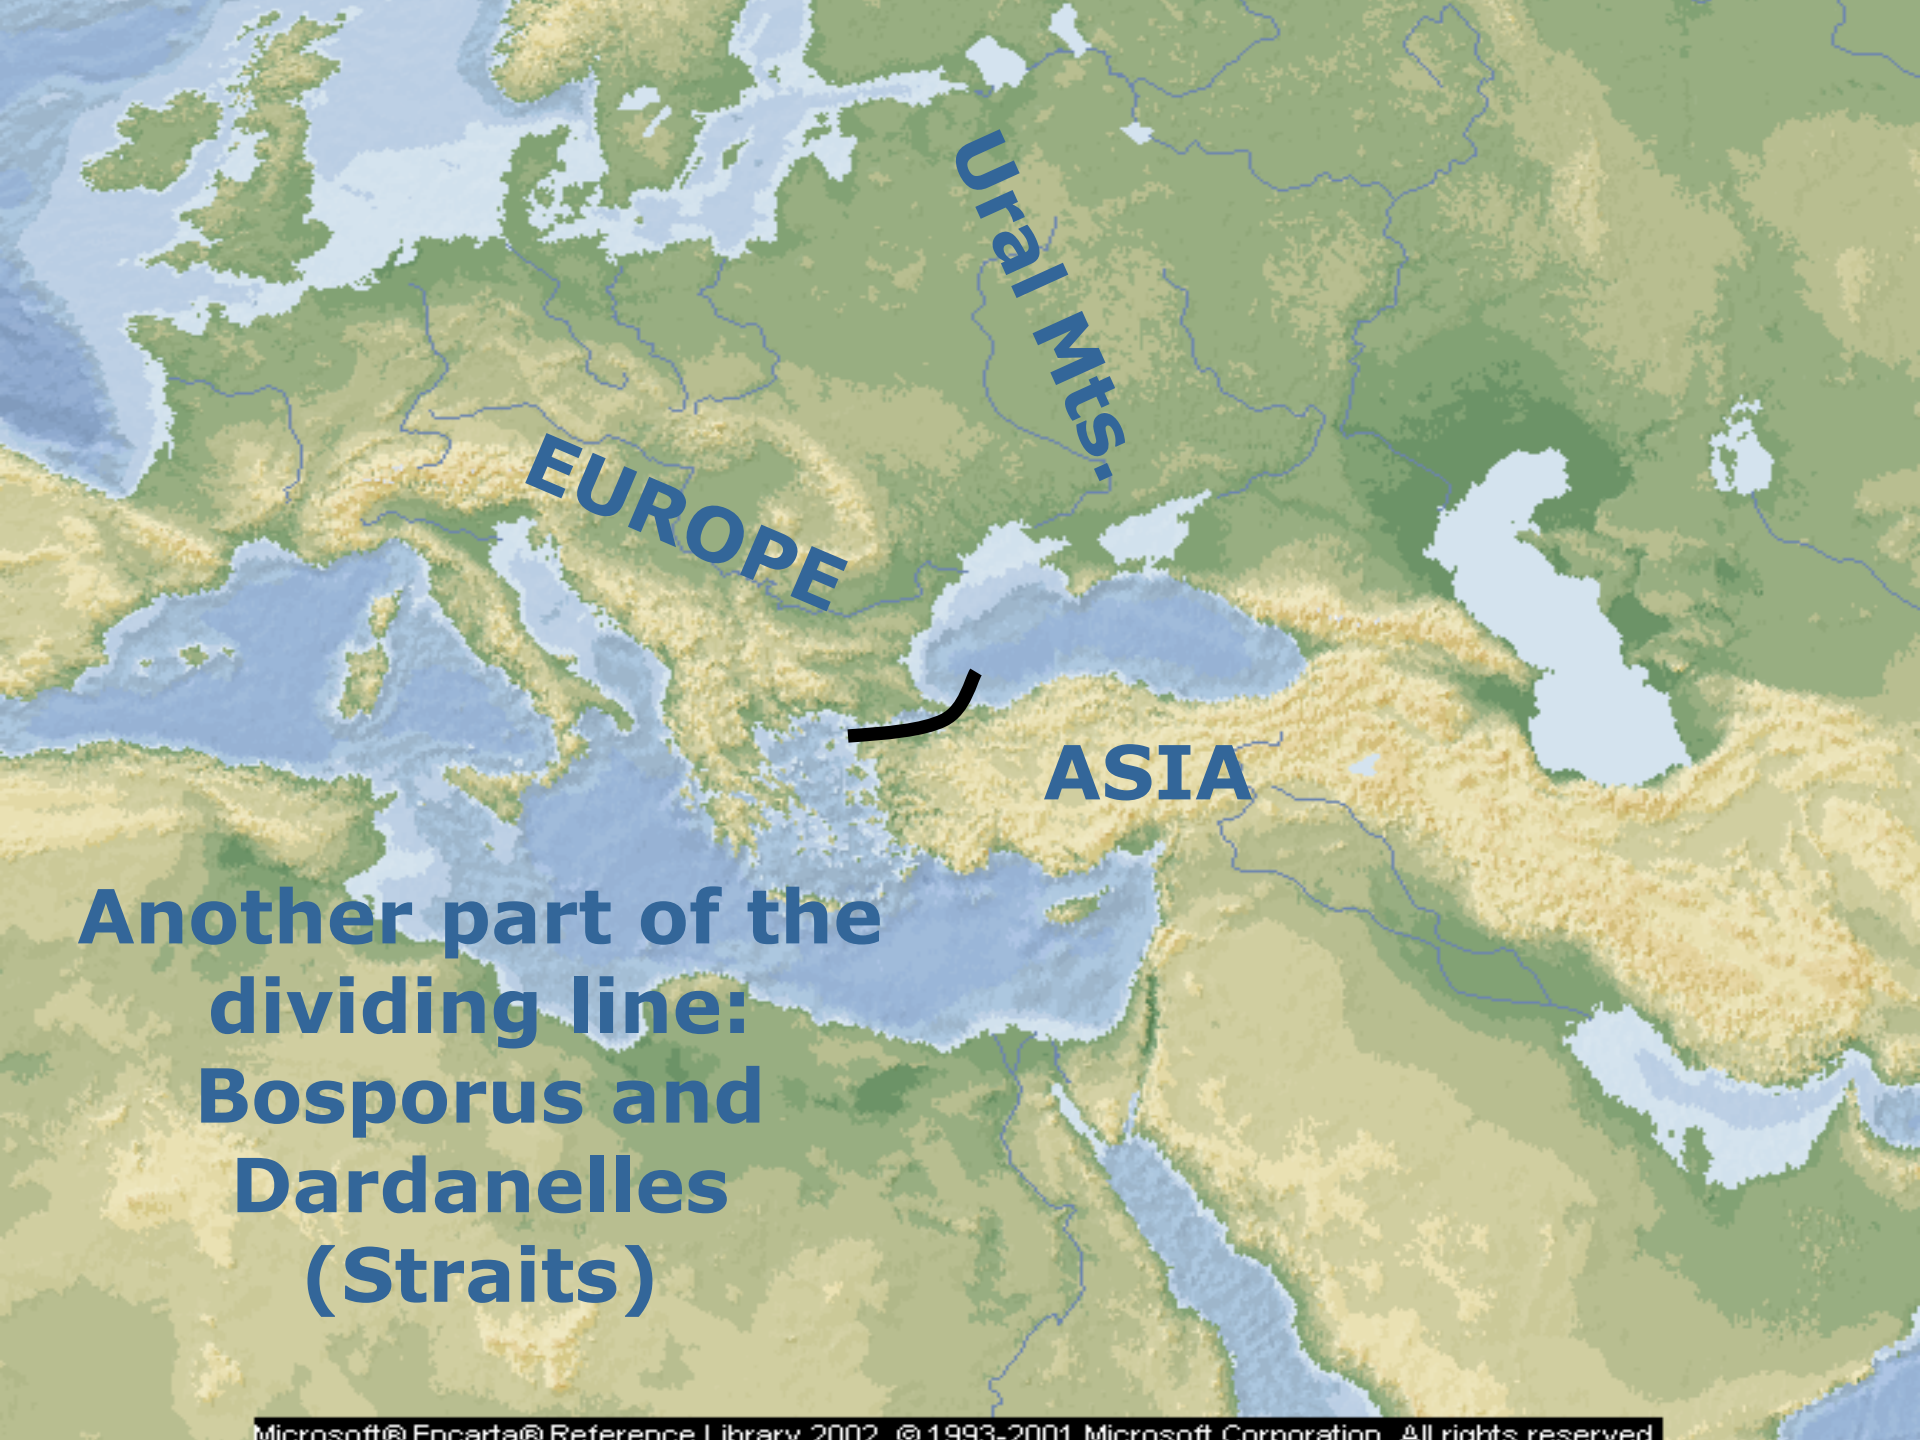 Ural Mts.
EUROPE
ASIA
Another part of the
dividing line:
Bosporus and
Dardanelles
(Straits)
Microsoft® Encarta® Reference Library 2002. © 1993-2001 Microsoft Corporation. All rights reserved.